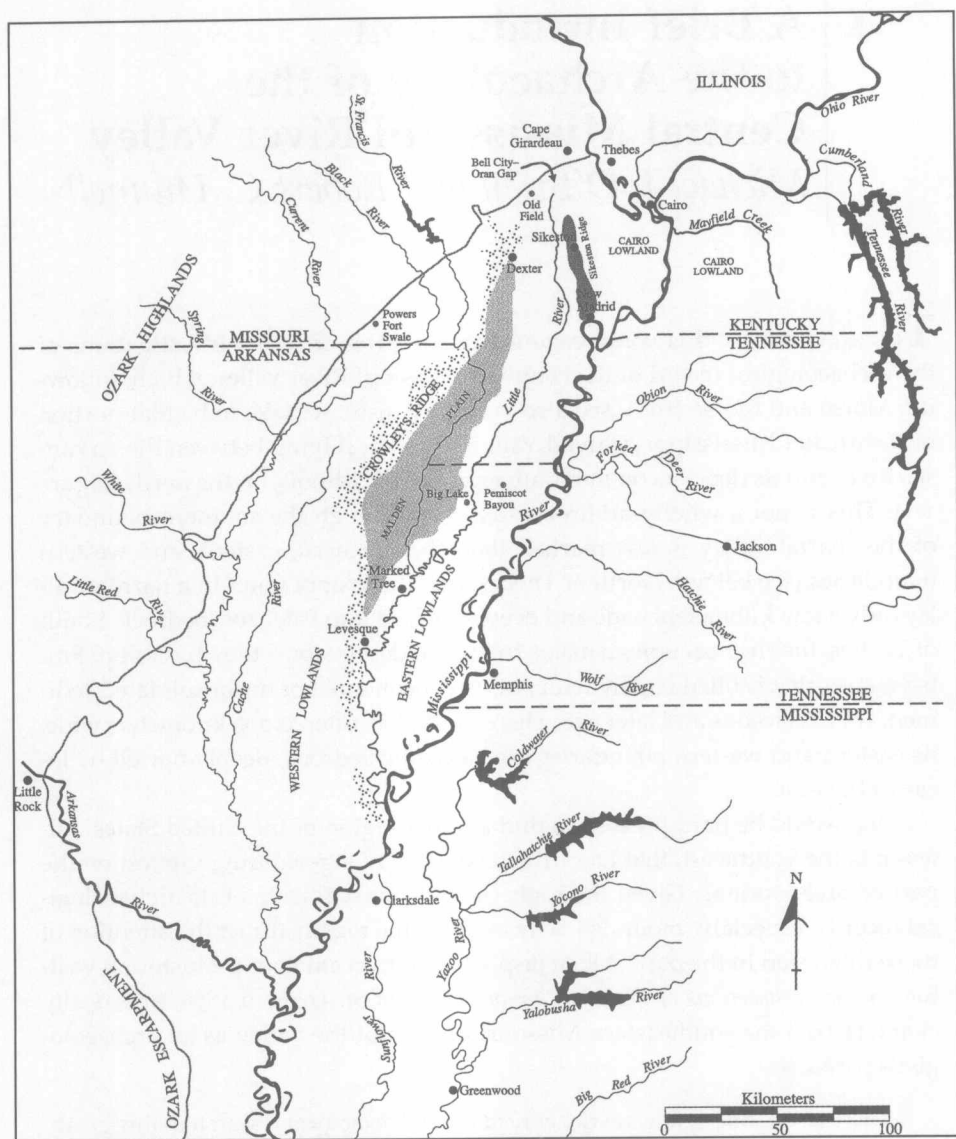 ILLINOIS
Ohio River
Cumberland River
Tennessee River
Cape Girardeau
Thebes
Bell City–
Oran Gap
Old Field
Cairo
Mayfield Creek
CAIRO LOWLAND
CAIRO LOWLAND
Sikeston
Sikeston Ridge
Dexter
Madrid
St. Francis River
Black River
Current River
OZARK HIGHLANDS
Spring River
Powers Fort Swale
MISSOURI
ARKANSAS
KENTUCKY
TENNESSEE
CROWLEY'S RIDGE
MALDEN PLAIN
Little River
Obion River
Forked Deer River
Big Lake
Pemiscot Bayou
Jackson
Hatchie River
White River
Little Red River
Marked Tree
Levesque
EASTERN LOWLANDS
WESTERN LOWLANDS
Cache River
Mississippi River
Memphis
Wolf River
TENNESSEE
MISSISSIPPI
Coldwater River
Little Rock
Arkansas River
Tallahatchie River
Yocono River
Clarksdale
Yazoo River
Sunflower River
Yalobusha River
OZARK ESCARPMENT
Greenwood
Big Red River
N
Kilometers
0 50 100